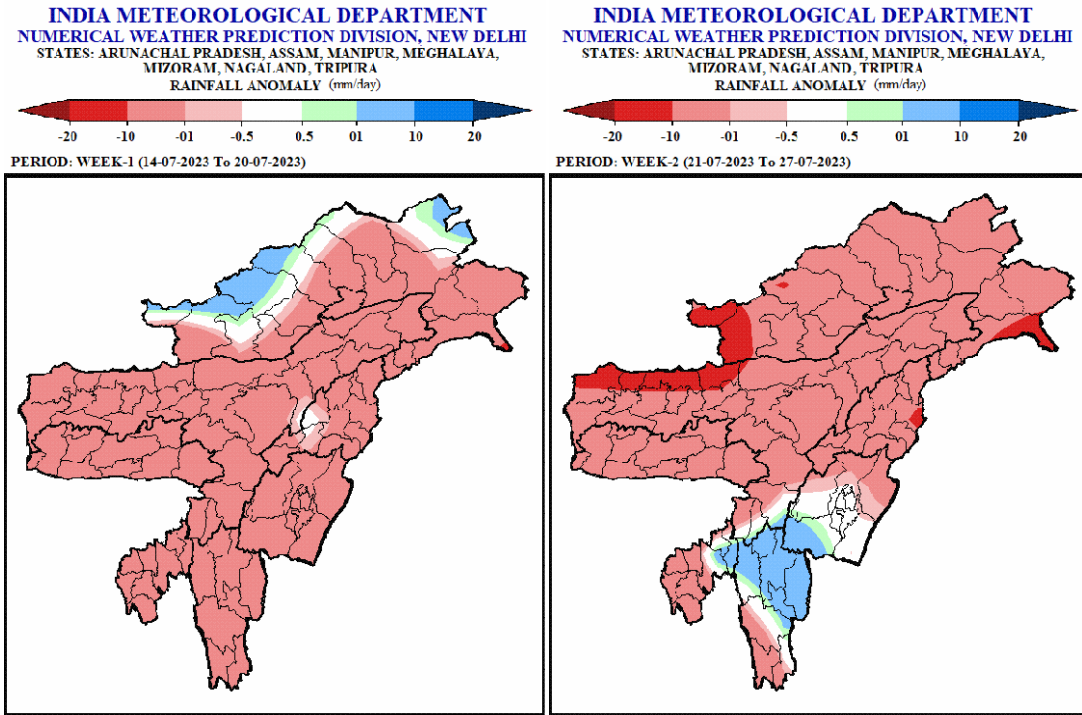 INDIA METEOROLOGICAL DEPARTMENT
NUMERICAL WEATHER PREDICTION DIVISION, NEW DELHI
STATES: ARUNACHAL PRADESH, ASSAM, MANIPUR, MEGHALAYA,
MIZORAM, NAGALAND, TRIPURA
RAINFALL ANOMALY (mm/day)
-20 -10 -01 -0.5 0.5 01 10 20
PERIOD: WEEK-1 (14-07-2023 To 20-07-2023)
INDIA METEOROLOGICAL DEPARTMENT
NUMERICAL WEATHER PREDICTION DIVISION, NEW DELHI
STATES: ARUNACHAL PRADESH, ASSAM, MANIPUR, MEGHALAYA,
MIZORAM, NAGALAND, TRIPURA
RAINFALL ANOMALY (mm/day)
-20 -10 -01 -0.5 0.5 01 10 20
PERIOD: WEEK-2 (21-07-2023 To 27-07-2023)